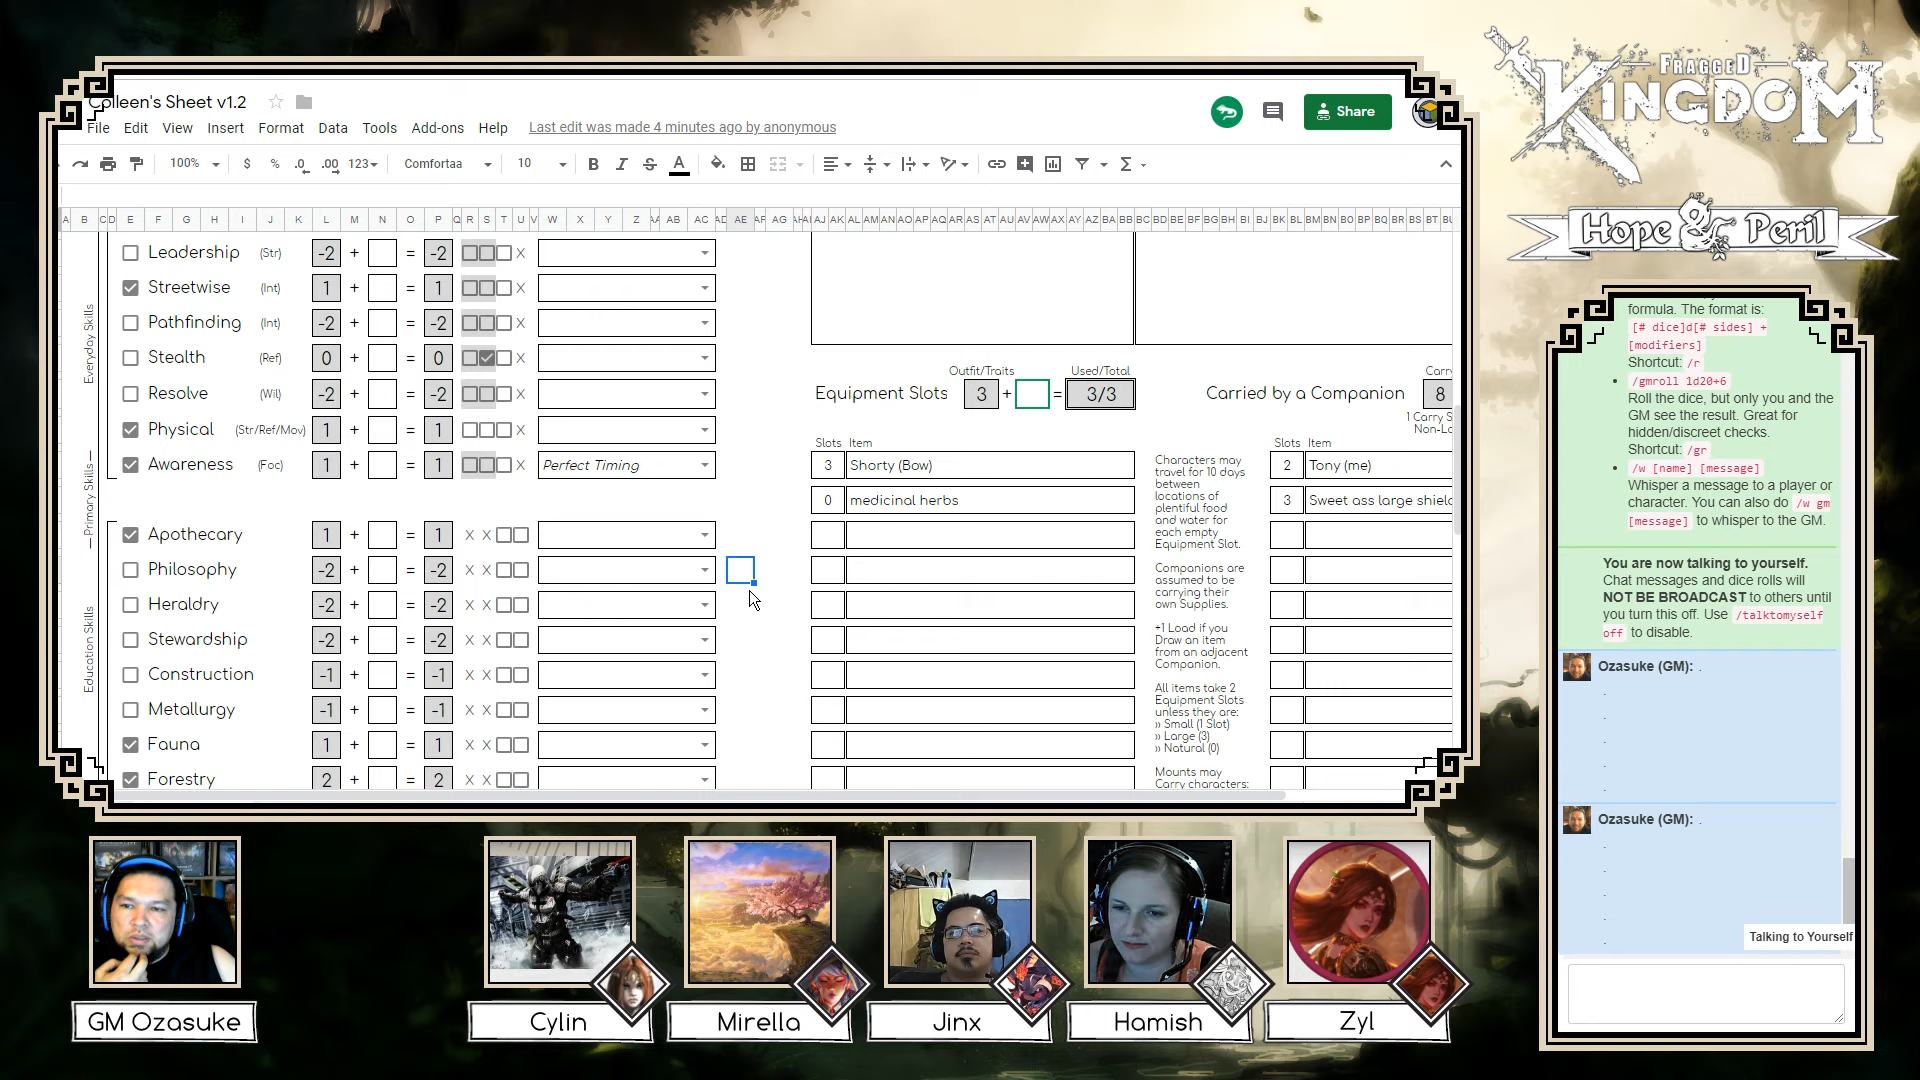 Colleen's Sheet v1.2
File Edit View Insert Format Data Tools Add-ons Help Last edit was made 4 minutes ago by anonymous
Share
100% $ % .0 .00 123 Comfortaa 10 B I S A
Leadership (Str) -2 + = -2 X
Streetwise (Int) 1 + = 1 X
Pathfinding (Int) -2 + = -2 X
Stealth (Ref) 0 + = 0 X
Resolve (Wil) -2 + = -2 X
Physical (Str/Ref/Mov) 1 + = 1 X
Awareness (Foc) 1 + = 1 X Perfect Timing
Apothecary 1 + = 1 X X
Philosophy -2 + = -2 X X
Heraldry -2 + = -2 X X
Stewardship -2 + = -2 X X
Construction -1 + = -1 X X
Metallurgy -1 + = -1 X X
Fauna 1 + = 1 X X
Forestry 2 + = 2 X X
Everyday Skills
— Primary Skills —
Education Skills
Outfit/Traits Used/Total
Equipment Slots 3 + = 3/3
Slots Item
3 Shorty (Bow)
0 medicinal herbs
Carry
Carried by a Companion 8
1 Carry S
Non-Lo
Characters may
travel for 10 days
between
locations of
plentiful food
and water for
each empty
Equipment Slot.
Companions are
assumed to be
carrying their
own Supplies.
+1 Load if you
Draw an item
from an adjacent
Companion.
All items take 2
Equipment Slots
unless they are:
» Small (1 Slot)
» Large (3)
» Natural (0)
Mounts may
Carry characters:
Slots Item
2 Tony (me)
3 Sweet ass large shield
FRAGGED
KINGDOM
Hope & Peril
formula. The format is:
[# dice]d[# sides] +
[modifiers]
Shortcut: /r
• /gmroll 1d20+6
Roll the dice, but only you and the
GM see the result. Great for
hidden/discreet checks.
Shortcut: /gr
• /w [name] [message]
Whisper a message to a player or
character. You can also do /w gm
[message] to whisper to the GM.
You are now talking to yourself.
Chat messages and dice rolls will
NOT BE BROADCAST to others until
you turn this off. Use /talktomyself
off to disable.
Ozasuke (GM): .
.
.
.
.
.
Ozasuke (GM): .
.
.
.
.
.
Talking to Yourself
GM Ozasuke
Cylin
Mirella
Jinx
Hamish
Zyl